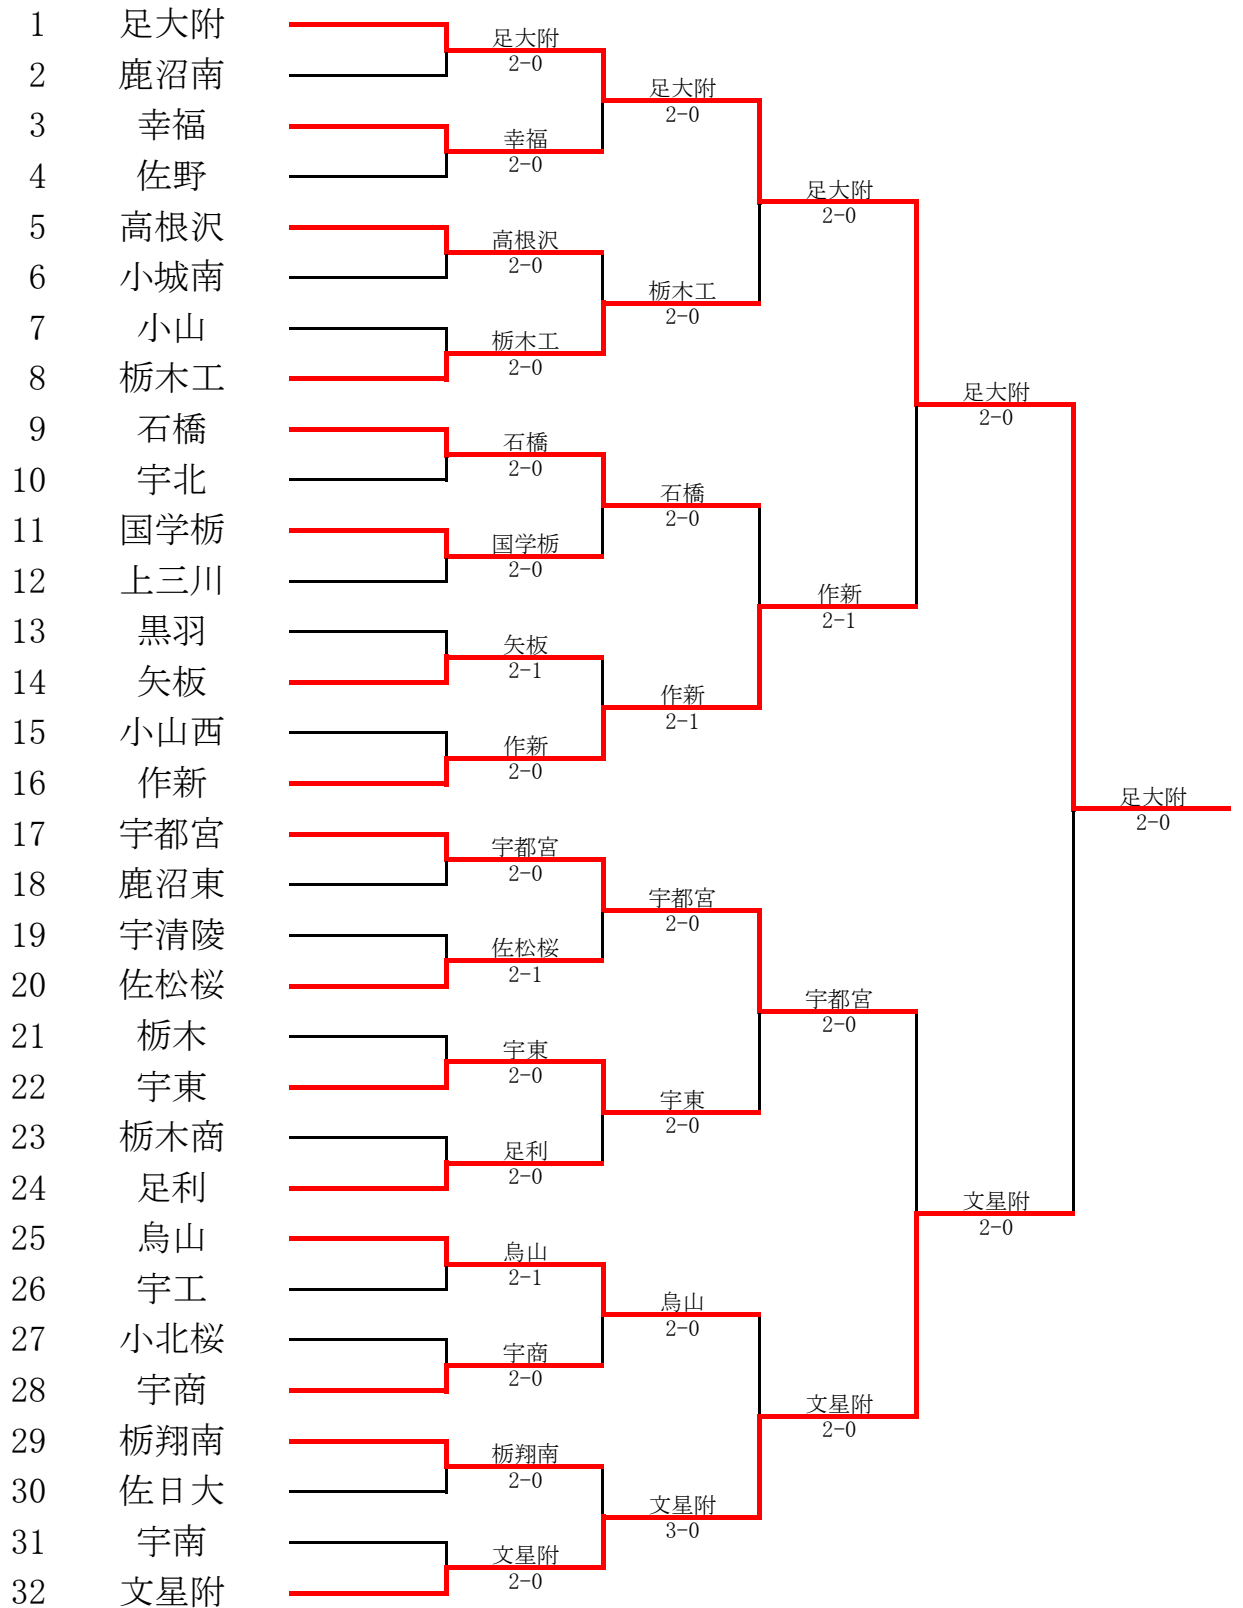 1 足大附
2 鹿沼南
3 幸福
4 佐野
5 高根沢
6 小城南
7 小山
8 栃木工
9 石橋
10 宇北
11 国学栃
12 上三川
13 黒羽
14 矢板
15 小山西
16 作新
17 宇都宮
18 鹿沼東
19 宇清陵
20 佐松桜
21 栃木
22 宇東
23 栃木商
24 足利
25 烏山
26 宇工
27 小北桜
28 宇商
29 栃翔南
30 佐日大
31 宇南
32 文星附
足大附
2-0
幸福
2-0
高根沢
2-0
栃木工
2-0
石橋
2-0
国学栃
2-0
矢板
2-1
作新
2-0
宇都宮
2-0
佐松桜
2-1
宇東
2-0
足利
2-0
烏山
2-1
宇商
2-0
栃翔南
2-0
文星附
2-0
足大附
2-0
栃木工
2-0
石橋
2-0
作新
2-1
宇都宮
2-0
宇東
2-0
烏山
2-0
文星附
3-0
足大附
2-0
作新
2-1
宇都宮
2-0
文星附
2-0
足大附
2-0
文星附
2-0
足大附
2-0